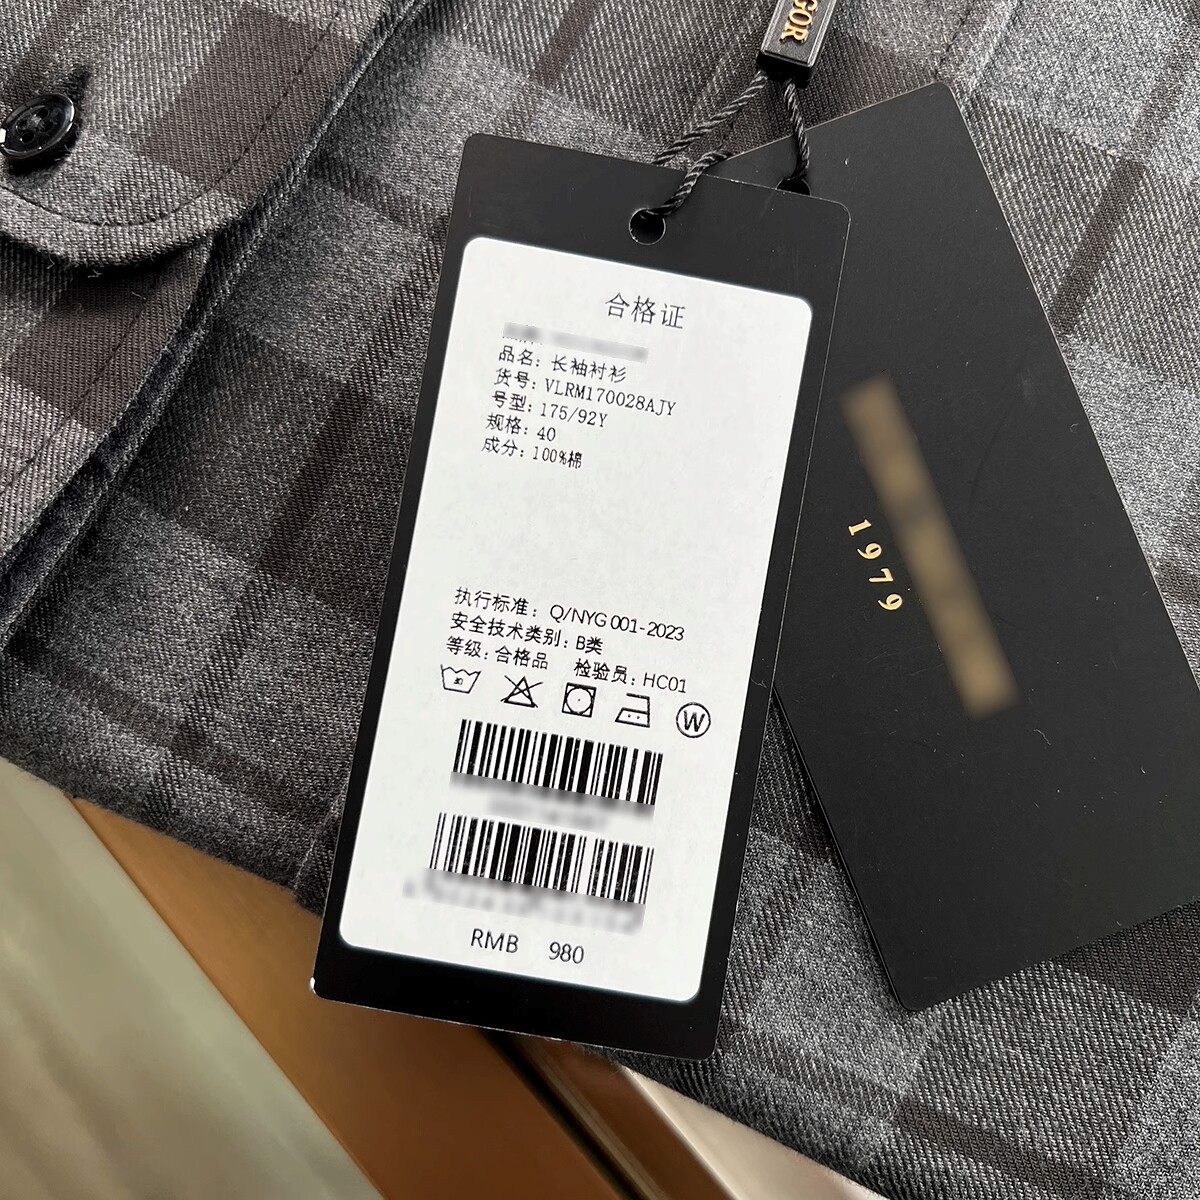 GOR
合格证
品名: 长袖衬衫
货号: VLRM170028AJY
号型: 175/92Y
规格: 40
成分: 100%棉
执行标准: Q/NYG 001-2023
安全技术类别: B类
等级: 合格品 检验员: HC01
30
W
RMB 980
1979